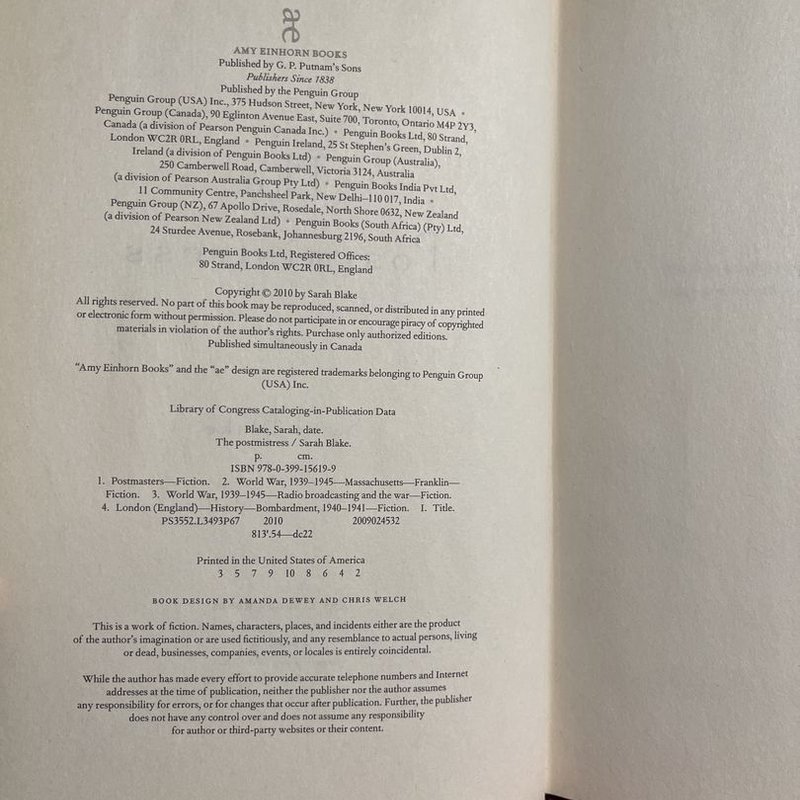 æ
AMY EINHORN BOOKS
Published by G. P. Putnam's Sons
Publishers Since 1838
Published by the Penguin Group
Penguin Group (USA) Inc., 375 Hudson Street, New York, New York 10014, USA •
Penguin Group (Canada), 90 Eglinton Avenue East, Suite 700, Toronto, Ontario M4P 2Y3,
Canada (a division of Pearson Penguin Canada Inc.) • Penguin Books Ltd, 80 Strand,
London WC2R 0RL, England • Penguin Ireland, 25 St Stephen's Green, Dublin 2,
Ireland (a division of Penguin Books Ltd) • Penguin Group (Australia),
250 Camberwell Road, Camberwell, Victoria 3124, Australia
(a division of Pearson Australia Group Pty Ltd) • Penguin Books India Pvt Ltd,
11 Community Centre, Panchsheel Park, New Delhi–110 017, India •
Penguin Group (NZ), 67 Apollo Drive, Rosedale, North Shore 0632, New Zealand
(a division of Pearson New Zealand Ltd) • Penguin Books (South Africa) (Pty) Ltd,
24 Sturdee Avenue, Rosebank, Johannesburg 2196, South Africa
Penguin Books Ltd, Registered Offices:
80 Strand, London WC2R 0RL, England
Copyright © 2010 by Sarah Blake
All rights reserved. No part of this book may be reproduced, scanned, or distributed in any printed
or electronic form without permission. Please do not participate in or encourage piracy of copyrighted
materials in violation of the author's rights. Purchase only authorized editions.
Published simultaneously in Canada
"Amy Einhorn Books" and the "ae" design are registered trademarks belonging to Penguin Group
(USA) Inc.
Library of Congress Cataloging-in-Publication Data
Blake, Sarah, date.
The postmistress / Sarah Blake.
p. cm.
ISBN 978-0-399-15619-9
1. Postmasters—Fiction. 2. World War, 1939–1945—Massachusetts—Franklin—
Fiction. 3. World War, 1939–1945—Radio broadcasting and the war—Fiction.
4. London (England)—History—Bombardment, 1940–1941—Fiction. I. Title.
PS3552.L3493P67 2010 2009024532
813'.54—dc22
Printed in the United States of America
3 5 7 9 10 8 6 4 2
BOOK DESIGN BY AMANDA DEWEY AND CHRIS WELCH
This is a work of fiction. Names, characters, places, and incidents either are the product
of the author's imagination or are used fictitiously, and any resemblance to actual persons, living
or dead, businesses, companies, events, or locales is entirely coincidental.
While the author has made every effort to provide accurate telephone numbers and Internet
addresses at the time of publication, neither the publisher nor the author assumes
any responsibility for errors, or for changes that occur after publication. Further, the publisher
does not have any control over and does not assume any responsibility
for author or third-party websites or their content.